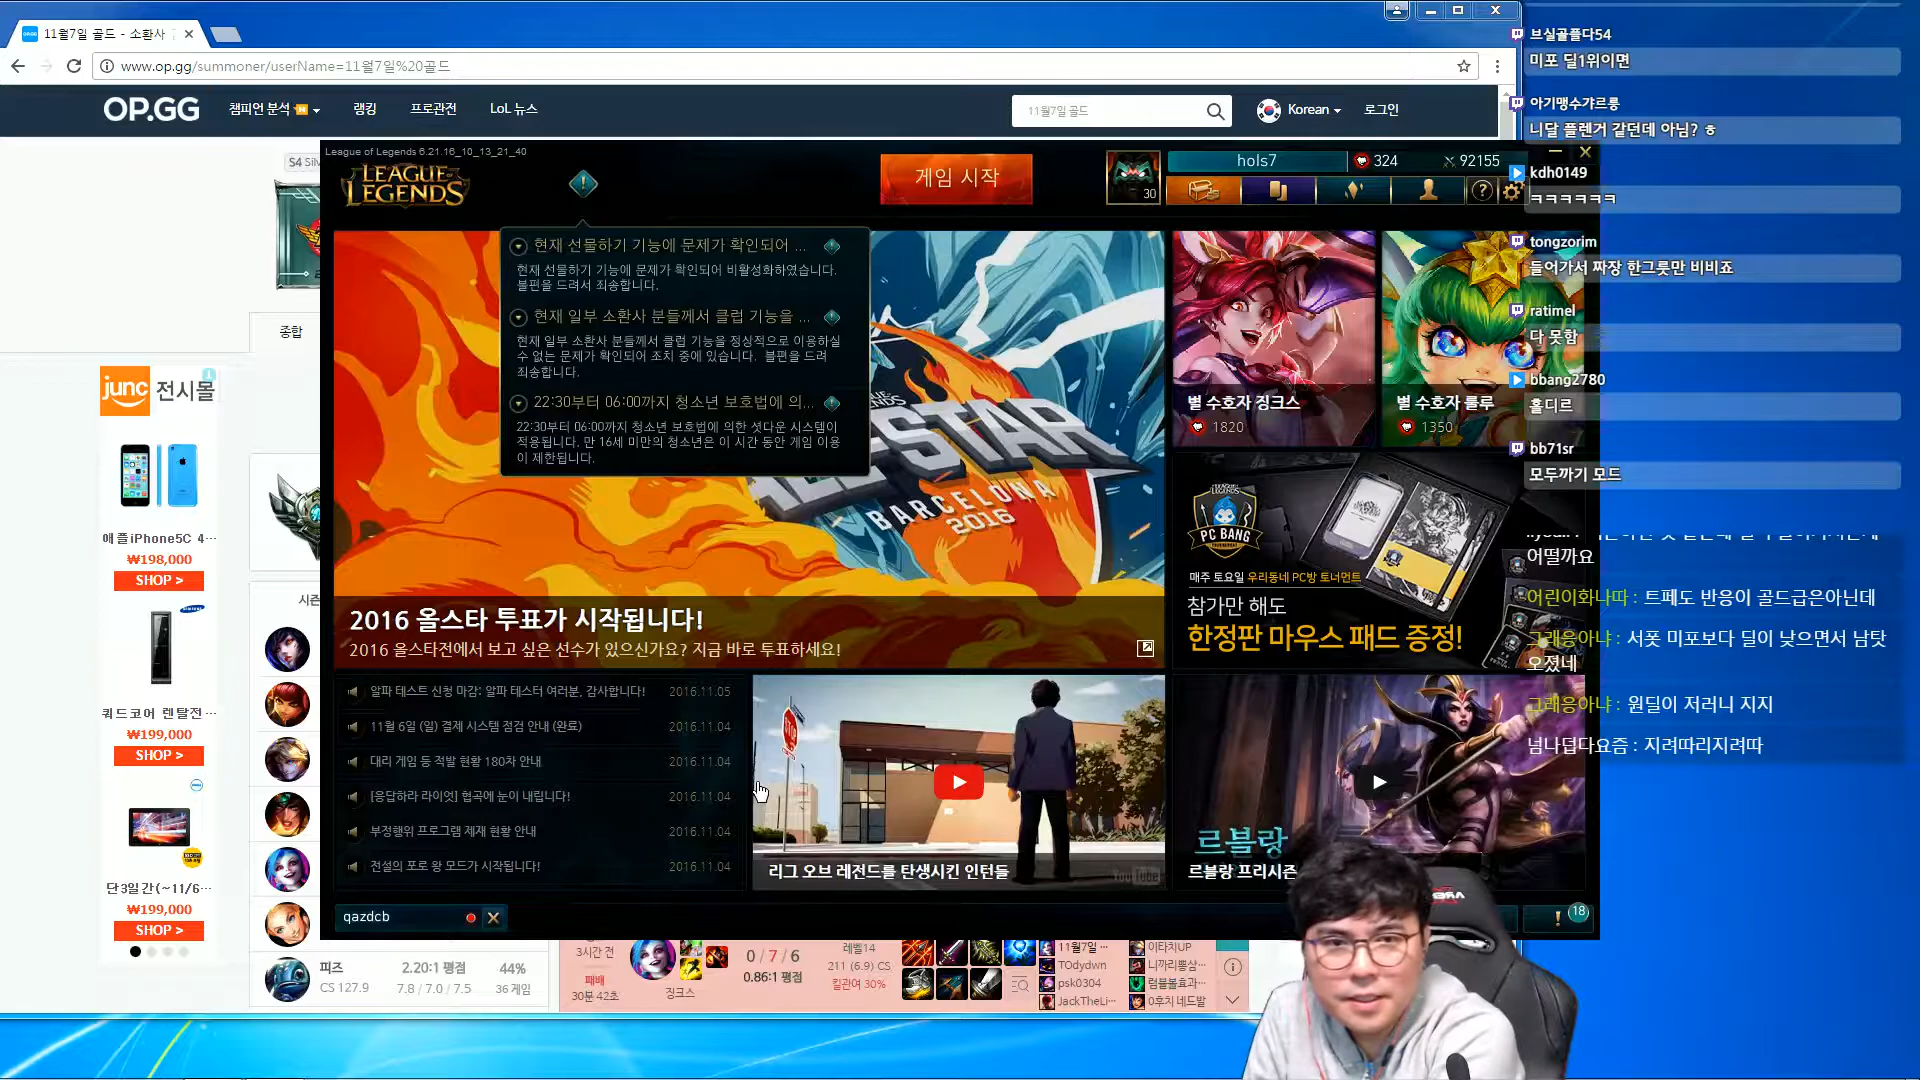 11월7일 골드 - 소환사
www.op.gg/summoner/userName=11월7일%20골드
OP.GG
챔피언 분석
랭킹
프로관전
LoL 뉴스
11월7일 골드
Korean
로그인
League of Legends 6.21.16_10_13_21_40
LEAGUE of LEGENDS
게임 시작
30
hols7
324
92155
현재 선물하기 기능에 문제가 확인되어 ...
현재 선물하기 기능에 문제가 확인되어 비활성화하였습니다.
불편을 드려서 죄송합니다.
현재 일부 소환사 분들께서 클럽 기능을 ...
현재 일부 소환사 분들께서 클럽 기능을 정상적으로 이용하실
수 없는 문제가 확인되어 조치 중에 있습니다. 불편을 드려
죄송합니다.
22:30부터 06:00까지 청소년 보호법에 의...
22:30부터 06:00까지 청소년 보호법에 의한 셧다운 시스템이
적용됩니다. 만 16세 미만의 청소년은 이 시간 동안 게임 이용
이 제한됩니다.
BARCELONA
2016
2016 올스타 투표가 시작됩니다!
2016 올스타전에서 보고 싶은 선수가 있으신가요? 지금 바로 투표하세요!
별 수호자 징크스
1820
별 수호자 룰루
1350
PC BANG
매주 토요일 우리동네 PC방 토너먼트
참가만 해도
한정판 마우스 패드 증정!
알파 테스트 신청 마감: 알파 테스터 여러분, 감사합니다! 2016.11.05
11월 6일 (일) 결제 시스템 점검 안내 (완료) 2016.11.04
대리 게임 등 적발 현황 180차 안내 2016.11.04
[응답하라 라이엇] 협곡에 눈이 내립니다! 2016.11.04
부정행위 프로그램 제재 현황 안내 2016.11.04
전설의 포로 왕 모드가 시작됩니다! 2016.11.04
STOP
리그 오브 레전드를 탄생시킨 인턴들
YouTube
르블랑
르블랑 프리시즌
qazdcb
18
S4 Silv
종합
시즌
junc 전시몰
애플iPhone5C 4…
₩198,000
SHOP >
SAMSUNG
쿼드코어 렌탈전…
₩199,000
SHOP >
단3일간(~11/6…
₩199,000
SHOP >
피즈
CS 127.9
2.20:1 평점
7.8 / 7.0 / 7.5
44%
36 게임
3시간 전
패배
30분 42초
징크스
0 / 7 / 6
0.86:1 평점
레벨14
211 (6.9) CS
킬관여 30%
11월7일 …
TOdydwn
psk0304
JackTheLi…
이타치UP
니까리뽕삼…
럼블볼효과…
0후치 네드발
브실골플다54
미포 딜1위이면
아기맹수갸르릉
니달 플렌거 같던데 아님? ㅎ
kdh0149
ㅋㅋㅋㅋㅋㅋ
tongzorim
들어가서 짜장 한그릇만 비비죠
ratimel
다 못함
bbang2780
홀디르
bb71sr
모두까기 모드
어떨까요
어린이화나따 : 트페도 반응이 골드급은아닌데
그래응아냐 : 서폿 미포보다 딜이 낮으면서 남탓
오졌네
그래응아냐 : 원딜이 저러니 지지
널나덥다요즘 : 지려따리지려따